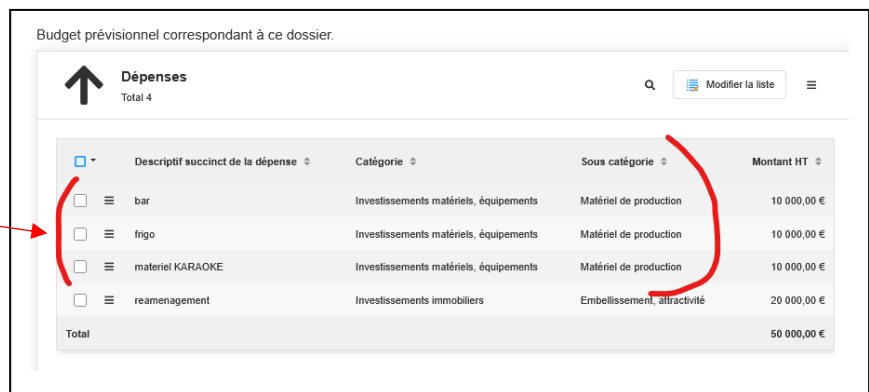 Budget prévisionnel correspondant à ce dossier.
Dépenses
Total 4
Modifier la liste
Descriptif succinct de la dépense Catégorie Sous catégorie Montant HT
bar Investissements matériels, équipements Matériel de production 10 000,00 €
frigo Investissements matériels, équipements Matériel de production 10 000,00 €
materiel KARAOKE Investissements matériels, équipements Matériel de production 10 000,00 €
reamenagement Investissements immobiliers Embellissement, attractivité 20 000,00 €
Total 50 000,00 €